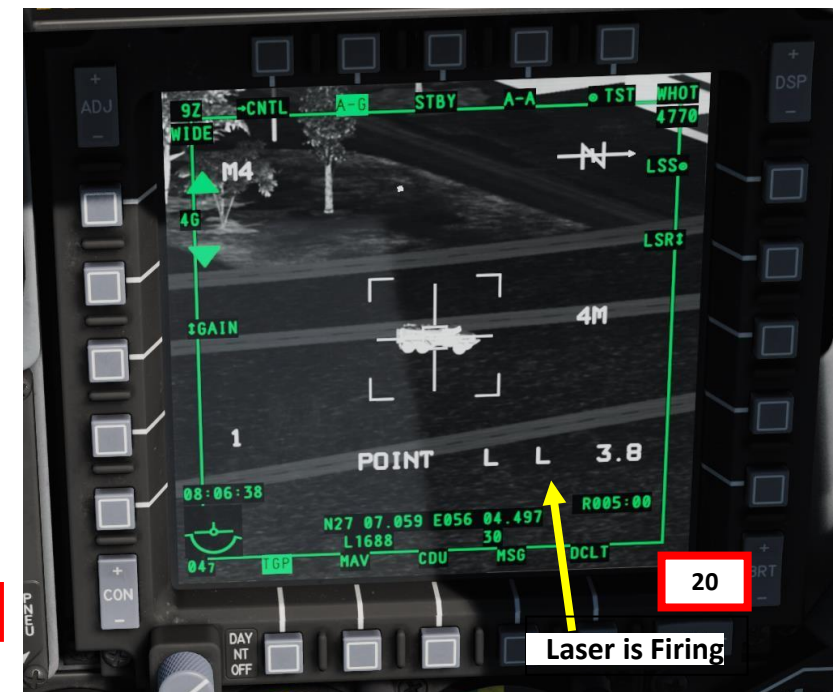 ADJ
DSP
9Z →CNTL A-G STBY A-A TST WHOT
WIDE 4770
M4 N LSS
4G
LSR↕
↕GAIN
4M
1
POINT L L 3.8
08:06:38
R005:00
N27 07.059 E056 04.497
L1688 30
047 TGP MAV CDU MSG DCLT
20
CON
BRT
PNEU
DAY
NT
OFF
Laser is Firing